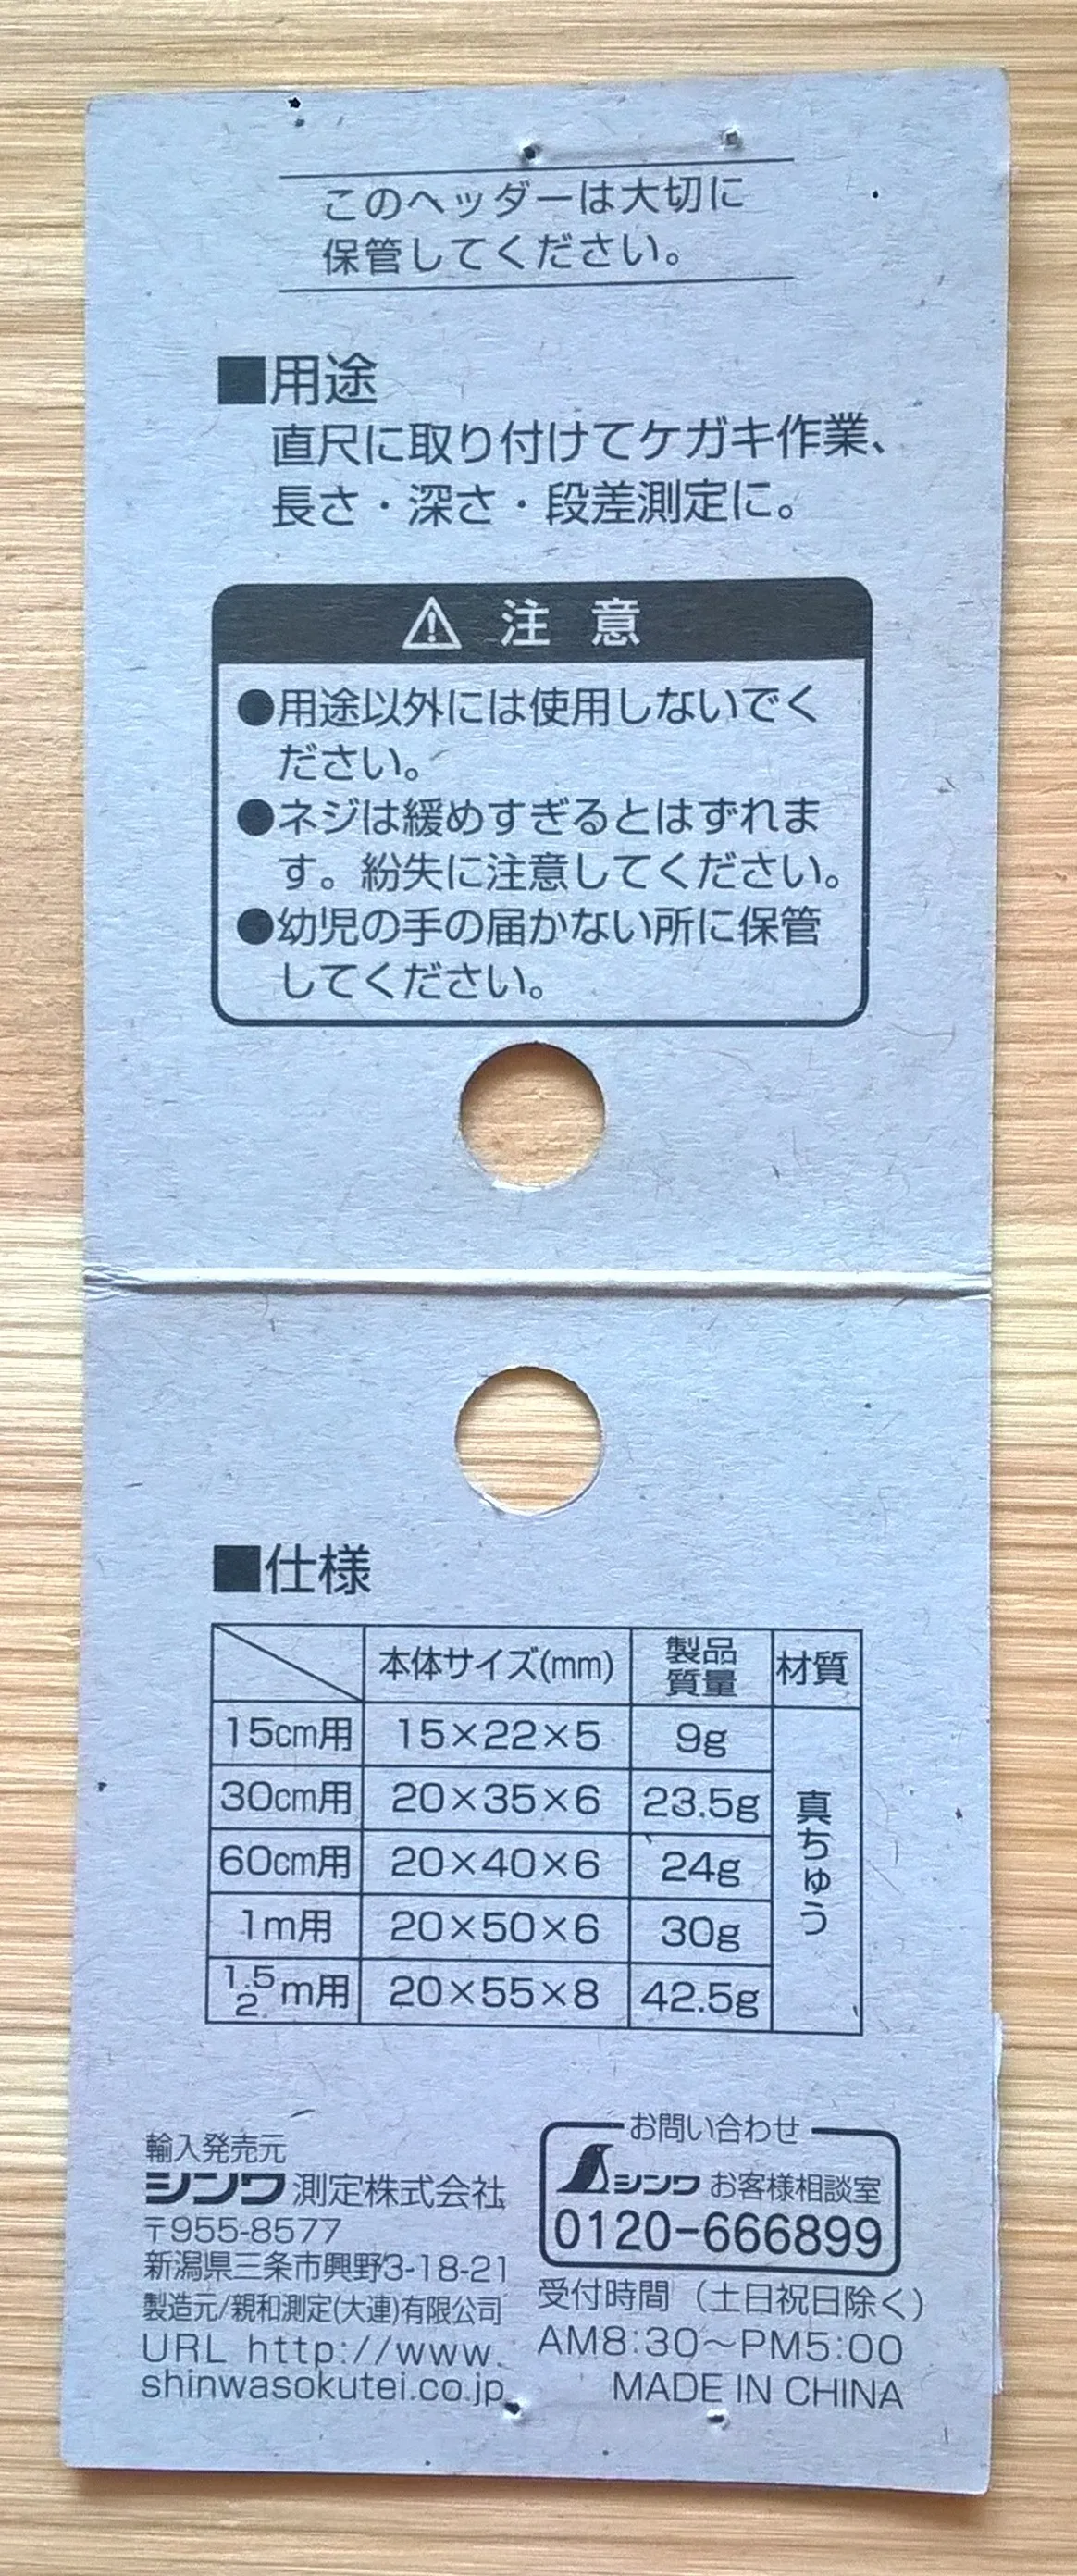 このヘッダーは大切に
保管してください。
■用途
直尺に取り付けてケガキ作業、
長さ・深さ・段差測定に。
⚠ 注意
●用途以外には使用しないでく
ださい。
●ネジは緩めすぎるとはずれま
す。紛失に注意してください。
●幼児の手の届かない所に保管
してください。
■仕様
本体サイズ(mm) 製品質量 材質
15cm用 15×22×5 9g 真ちゅう
30cm用 20×35×6 23.5g
60cm用 20×40×6 24g
1m用 20×50×6 30g
1.5 2 m用 20×55×8 42.5g
輸入発売元
シンワ測定株式会社
〒955-8577
新潟県三条市興野3-18-21
製造元/親和測定(大連)有限公司
URL http://www.
shinwasokutei.co.jp
お問い合わせ
シンワ お客様相談室
0120-666899
受付時間(土日祝日除く)
AM8:30〜PM5:00
MADE IN CHINA